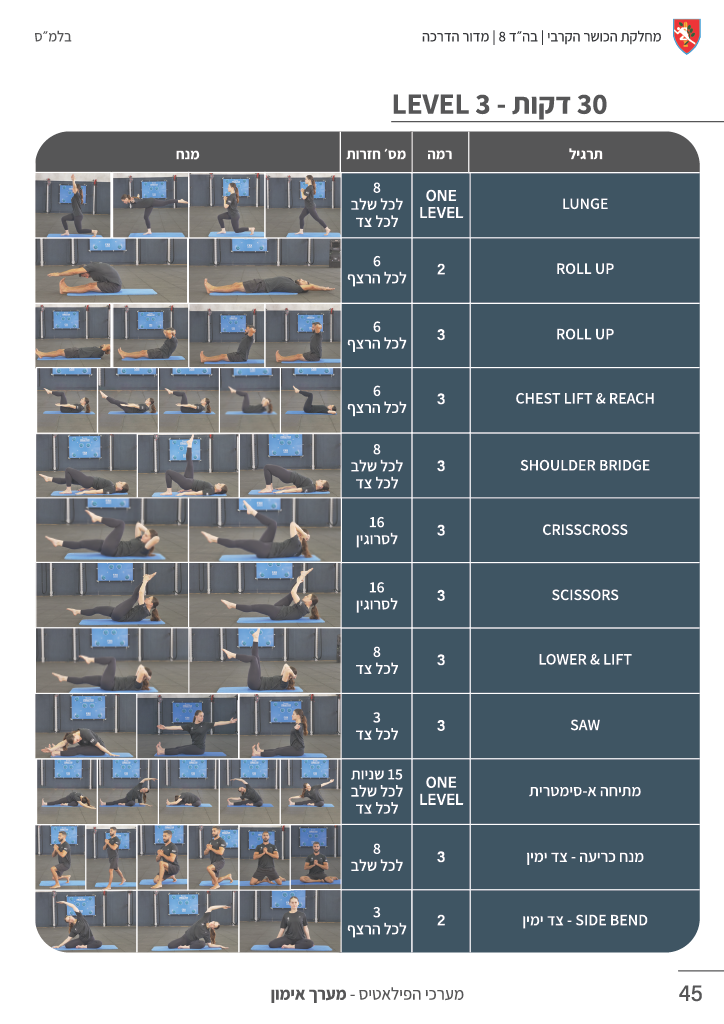 מחלקת הכושר הקרבי | בה״ד 8 | מדור הדרכה
בלמ״ס
30 דקות - LEVEL 3
תרגיל
רמה
מס׳ חזרות
מנח
LUNGE
ONE
LEVEL
8
לכל שלב
לכל צד
ROLL UP
2
6
לכל הרצף
ROLL UP
3
6
לכל הרצף
CHEST LIFT & REACH
3
6
לכל הרצף
SHOULDER BRIDGE
3
8
לכל שלב
לכל צד
CRISSCROSS
3
16
לסרוגין
SCISSORS
3
16
לסרוגין
LOWER & LIFT
3
8
לכל צד
SAW
3
3
לכל צד
מתיחה א-סימטרית
ONE
LEVEL
15 שניות
לכל שלב
לכל צד
מנח כריעה - צד ימין
3
8
לכל שלב
SIDE BEND - צד ימין
2
3
לכל הרצף
מערכי הפילאטיס - מערך אימון
45